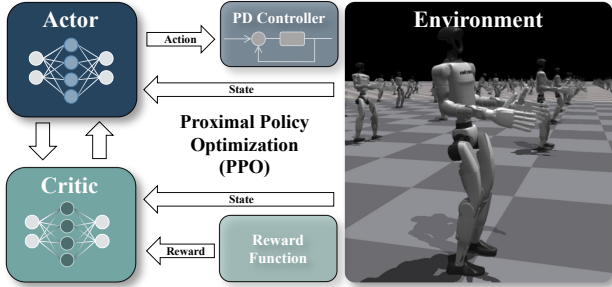 Actor
Action
PD Controller
Environment
State
Proximal Policy
Optimization
(PPO)
Critic
State
Reward
Reward
Function